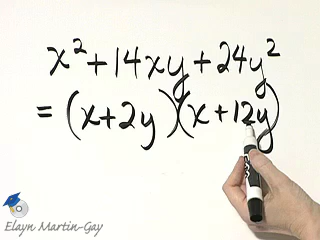 x² + 14xy + 24y²
= (x + 2y)(x + 12y)
Elayn Martin-Gay